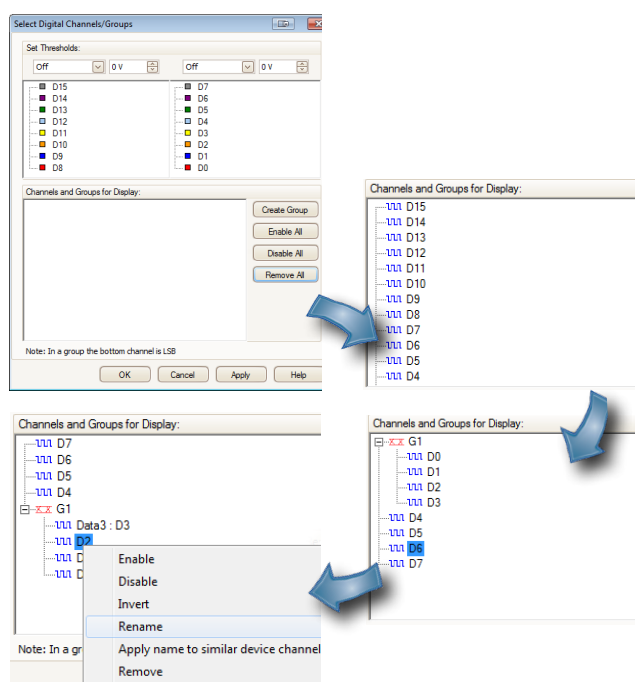 Select Digital Channels/Groups
Set Thresholds:
Off 0 V Off 0 V
D15 D7
D14 D6
D13 D5
D12 D4
D11 D3
D10 D2
D9 D1
D8 D0
Channels and Groups for Display:
Create Group
Enable All
Disable All
Remove All
Note: In a group the bottom channel is LSB
OK Cancel Apply Help
Channels and Groups for Display:
D15
D14
D13
D12
D11
D10
D9
D8
D7
D6
D5
D4
Channels and Groups for Display:
G1
D0
D1
D2
D3
D4
D5
D6
D7
Channels and Groups for Display:
D7
D6
D5
D4
G1
Data3 : D3
D2
D
D
Enable
Disable
Invert
Rename
Apply name to similar device channel
Remove
Note: In a gr